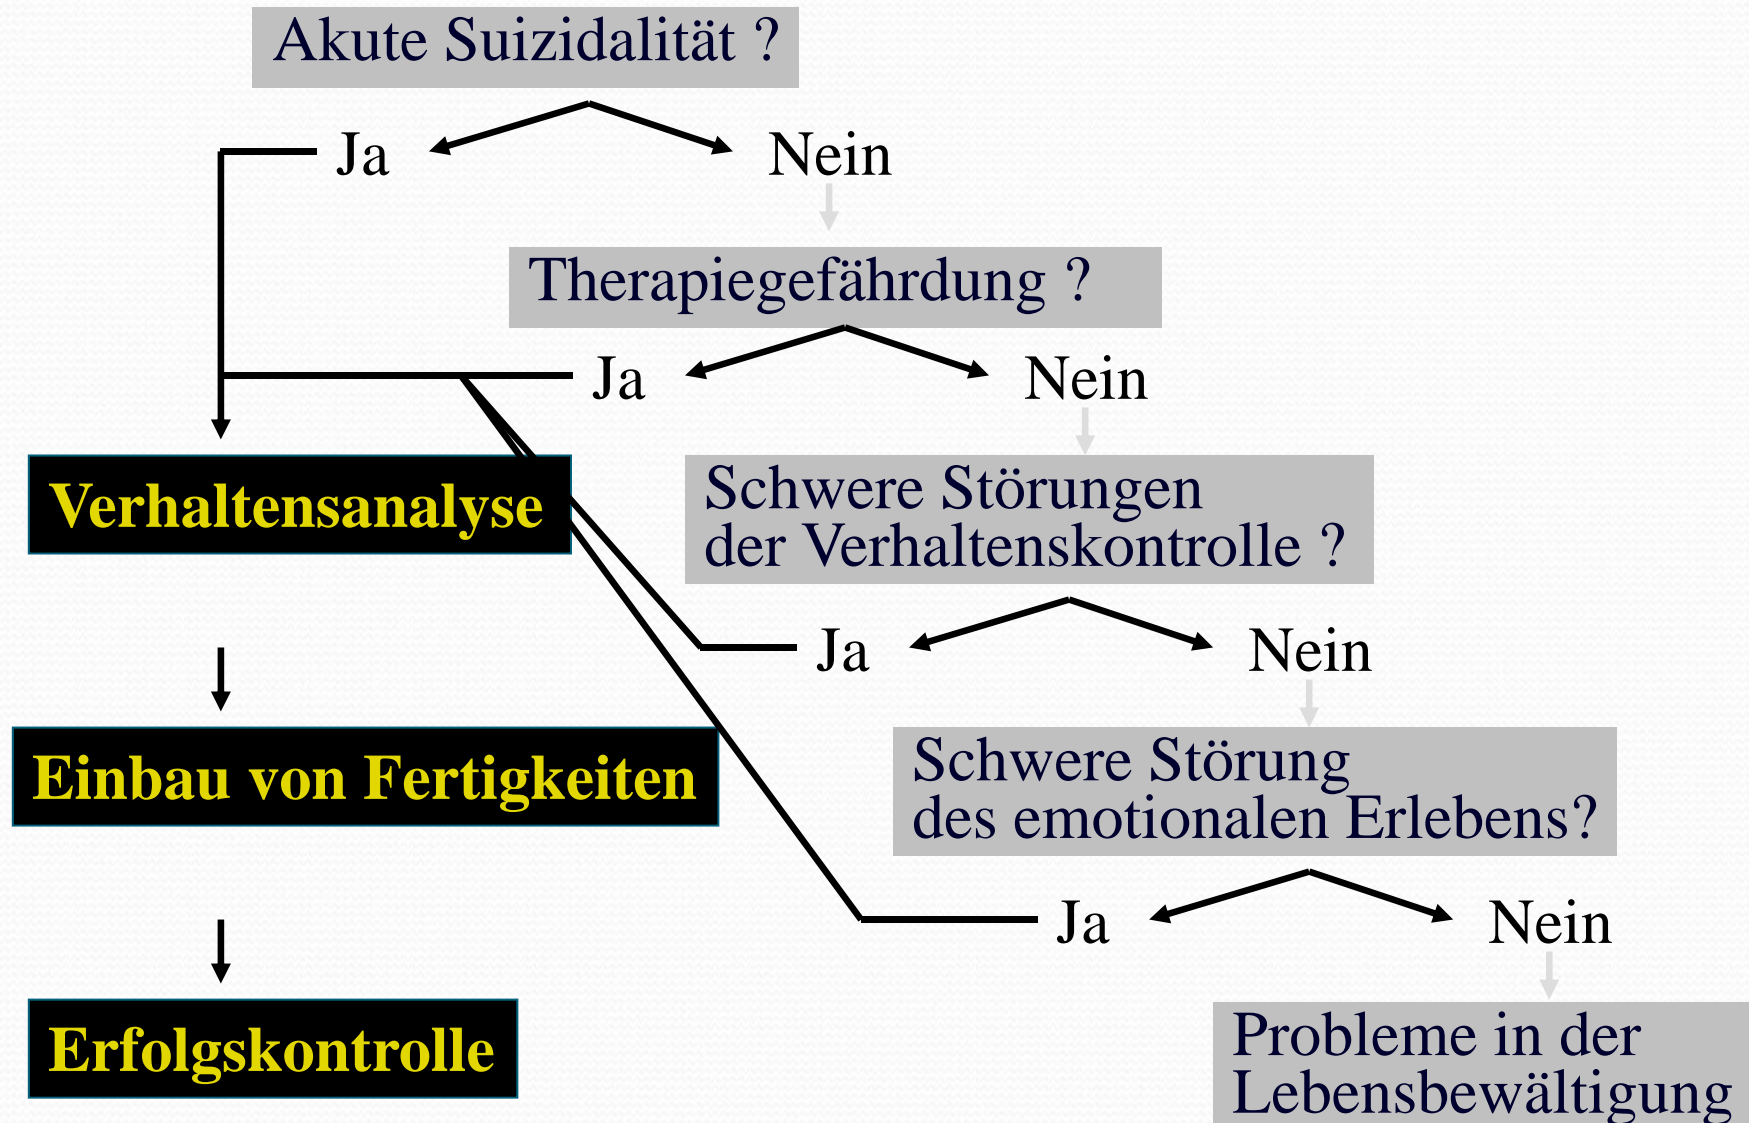 Akute Suizidalität ?
Ja
Nein
Therapiegefährdung ?
Ja
Nein
Verhaltensanalyse
Schwere Störungen
der Verhaltenskontrolle ?
Ja
Nein
Einbau von Fertigkeiten
Schwere Störung
des emotionalen Erlebens?
Ja
Nein
Erfolgskontrolle
Probleme in der
Lebensbewältigung